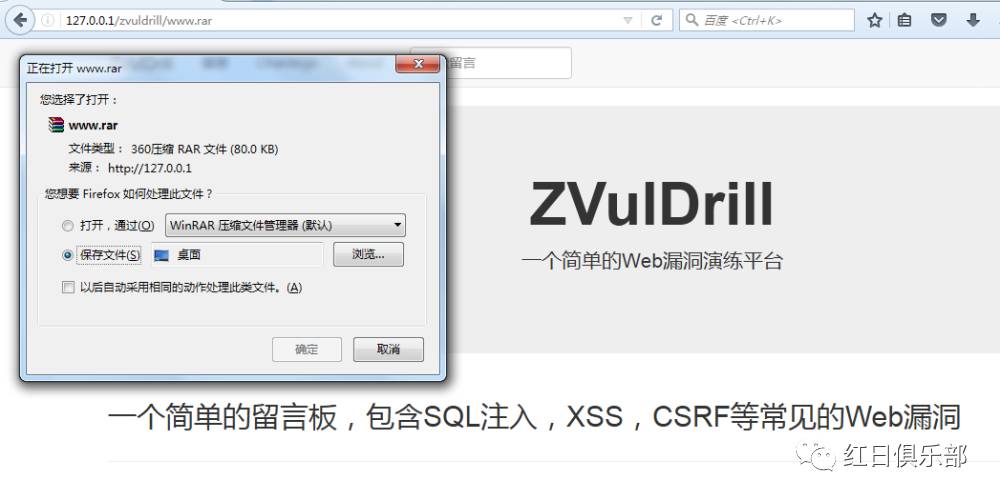 127.0.0.1/zvuldrill/www.rar
百度 <Ctrl+K>
正在打开 www.rar
留言
您选择了打开：
www.rar
文件类型： 360压缩 RAR 文件 (80.0 KB)
来源： http://127.0.0.1
您想要 Firefox 如何处理此文件？
打开，通过(O) WinRAR 压缩文件管理器 (默认)
保存文件(S) 桌面 浏览...
以后自动采用相同的动作处理此类文件。(A)
确定 取消
ZVulDrill
一个简单的Web漏洞演练平台
一个简单的留言板，包含SQL注入，XSS，CSRF等常见的Web漏洞
红日俱乐部